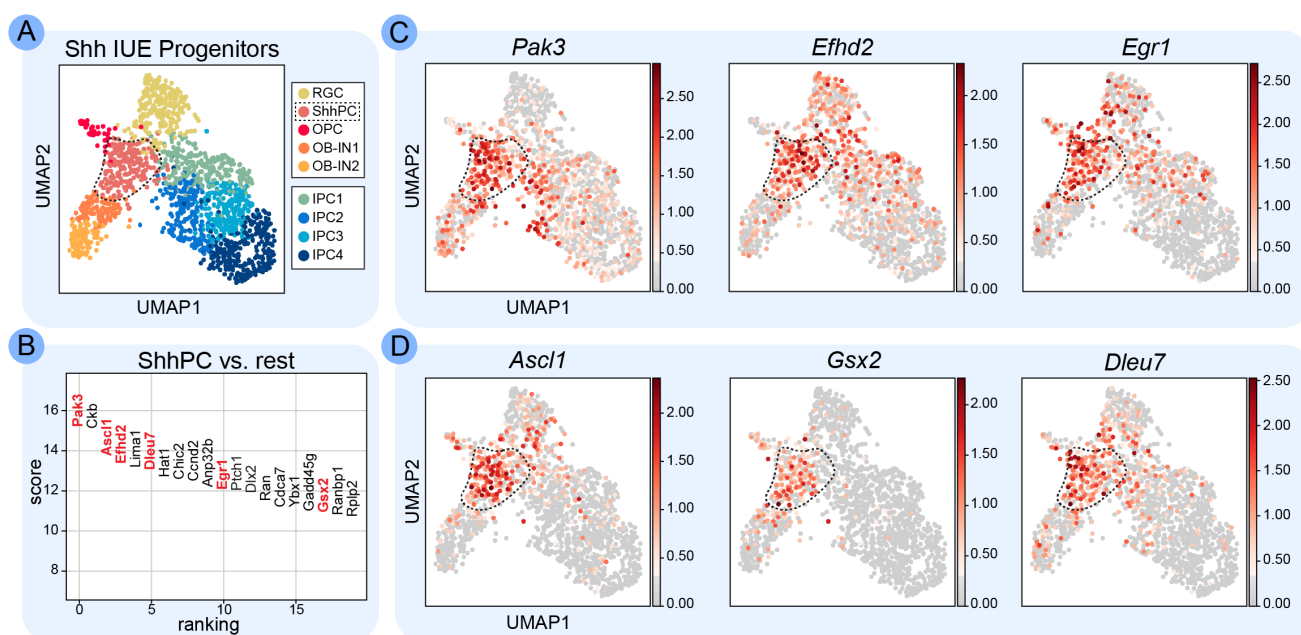 A
Shh IUE Progenitors
UMAP2
UMAP1
RGC
ShhPC
OPC
OB-IN1
OB-IN2
IPC1
IPC2
IPC3
IPC4
B
ShhPC vs. rest
score
16
14
12
10
8
Pak3
Ckb
Ascl1
Efhd2
Lima1
Dleu7
Hat1
Chic2
Ccnd2
Anp32b
Egr1
Ptch1
Dlx2
Ran
Cdca7
Ybx1
Gadd45g
Gsx2
Ranbp1
Rplp2
0 5 10 15
ranking
C
Pak3
UMAP2
UMAP1
2.50
2.00
1.50
1.00
0.50
0.00
Efhd2
2.00
1.50
1.00
0.50
0.00
Egr1
2.50
2.00
1.50
1.00
0.50
0.00
D
Ascl1
UMAP2
UMAP1
2.00
1.50
1.00
0.50
0.00
Gsx2
2.00
1.50
1.00
0.50
0.00
Dleu7
2.50
2.00
1.50
1.00
0.50
0.00